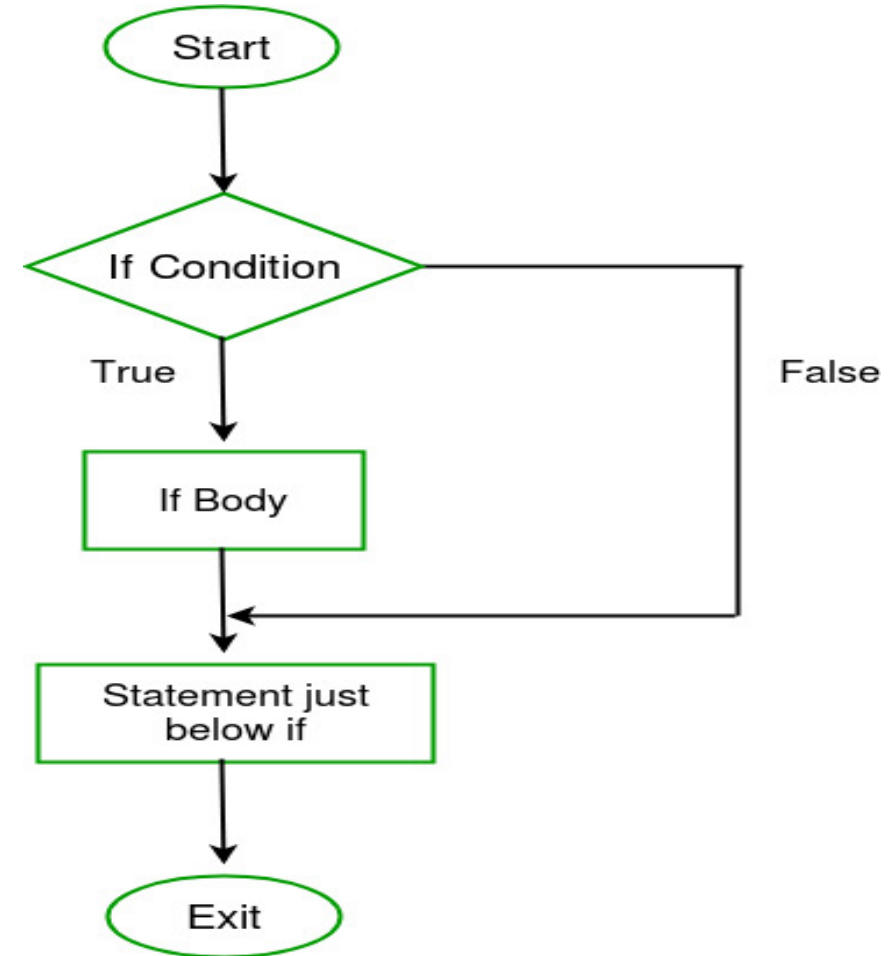 Start
If Condition
True
False
If Body
Statement just
below if
Exit